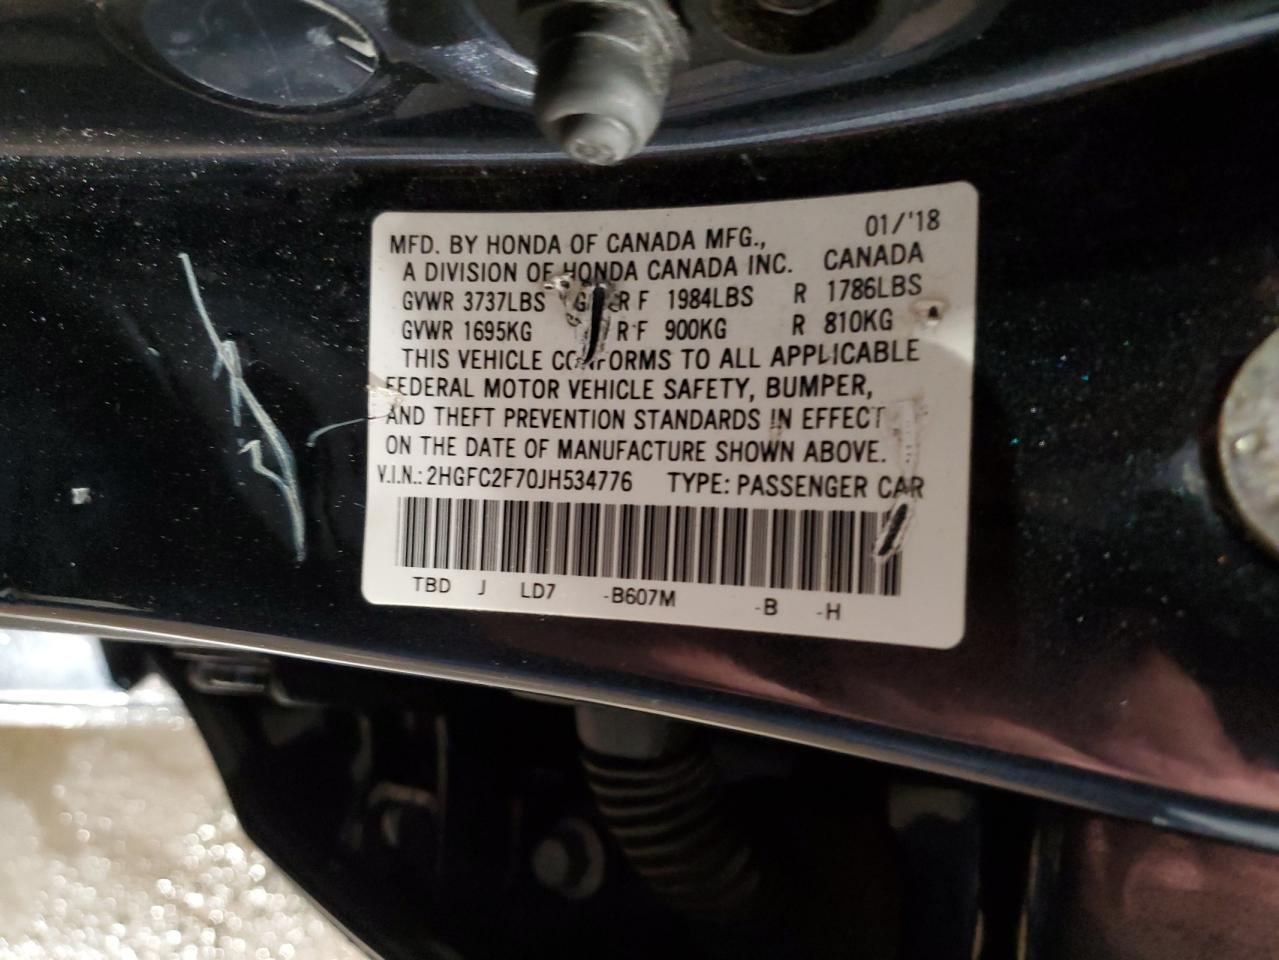 01/'18
MFD. BY HONDA OF CANADA MFG.,
A DIVISION OF HONDA CANADA INC. CANADA
GVWR 3737LBS R F 1984LBS R 1786LBS
GVWR 1695KG R F 900KG R 810KG
THIS VEHICLE CONFORMS TO ALL APPLICABLE
FEDERAL MOTOR VEHICLE SAFETY, BUMPER,
AND THEFT PREVENTION STANDARDS IN EFFECT
ON THE DATE OF MANUFACTURE SHOWN ABOVE.
V.I.N.: 2HGFC2F70JH534776 TYPE: PASSENGER CAR
TBD J LD7 -B607M -B -H